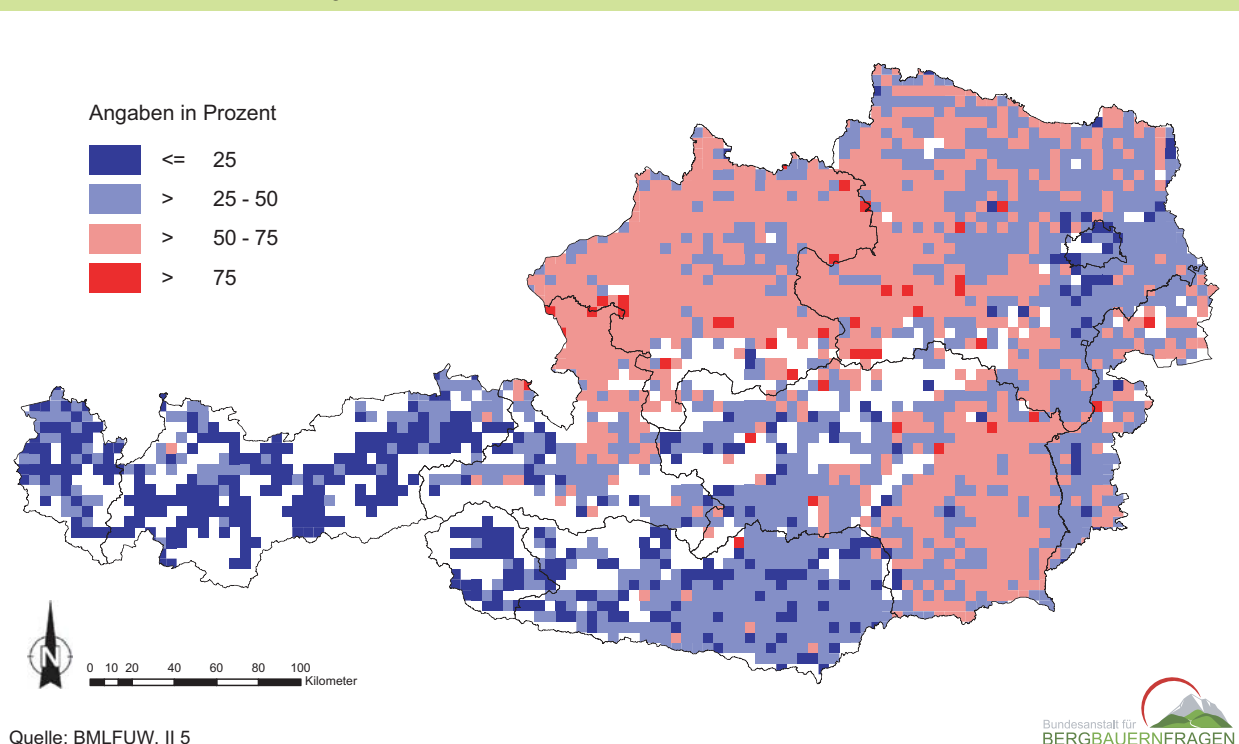 Angaben in Prozent
<= 25
> 25 - 50
> 50 - 75
> 75
N
0 10 20 40 60 80 100
Kilometer
Quelle: BMLFUW, II 5
Bundesanstalt für
BERGBAUERNFRAGEN